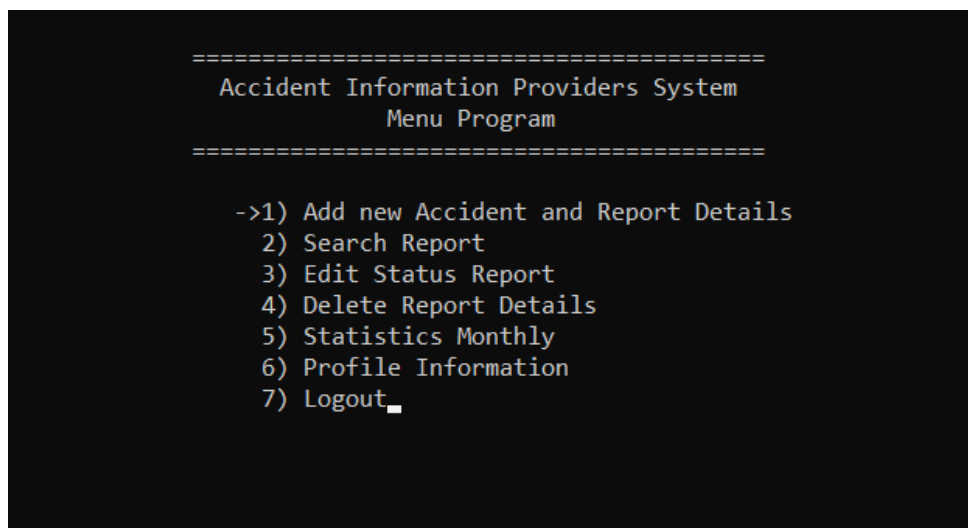 =========================================
Accident Information Providers System
Menu Program
=========================================
->1) Add new Accident and Report Details
2) Search Report
3) Edit Status Report
4) Delete Report Details
5) Statistics Monthly
6) Profile Information
7) Logout